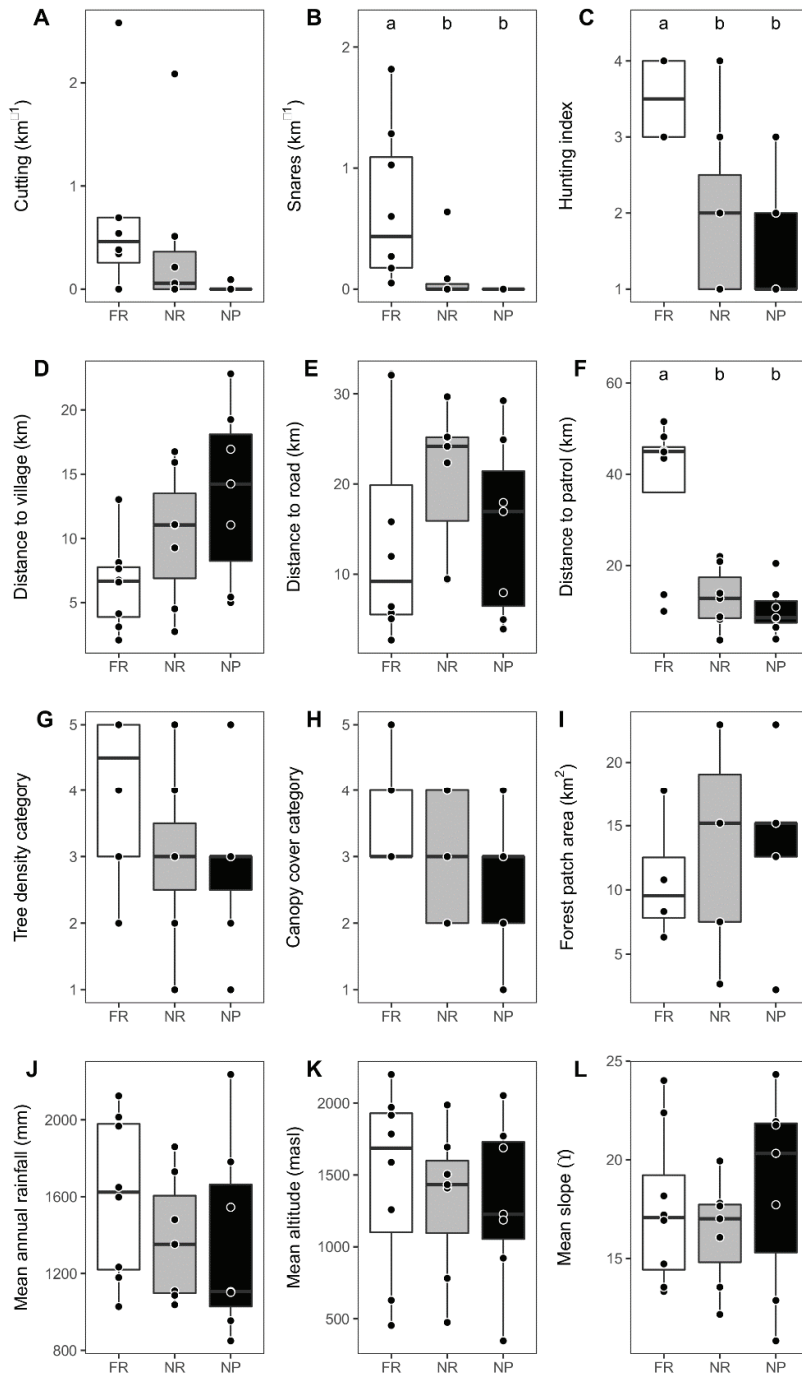 A
Cutting (km□1)
2
1
0
FR NR NP
B
a b b
Snares (km□1)
2
1
0
FR NR NP
C
a b b
Hunting index
4
3
2
1
FR NR NP
D
Distance to village (km)
20
15
10
5
FR NR NP
E
Distance to road (km)
30
20
10
FR NR NP
F
a b b
Distance to patrol (km)
60
40
20
FR NR NP
G
Tree density category
5
4
3
2
1
FR NR NP
H
Canopy cover category
5
4
3
2
1
FR NR NP
I
Forest patch area (km²)
20
15
10
5
FR NR NP
J
Mean annual rainfall (mm)
2000
1600
1200
800
FR NR NP
K
Mean altitude (masl)
2000
1500
1000
500
FR NR NP
L
Mean slope (ϒ)
25
20
15
FR NR NP